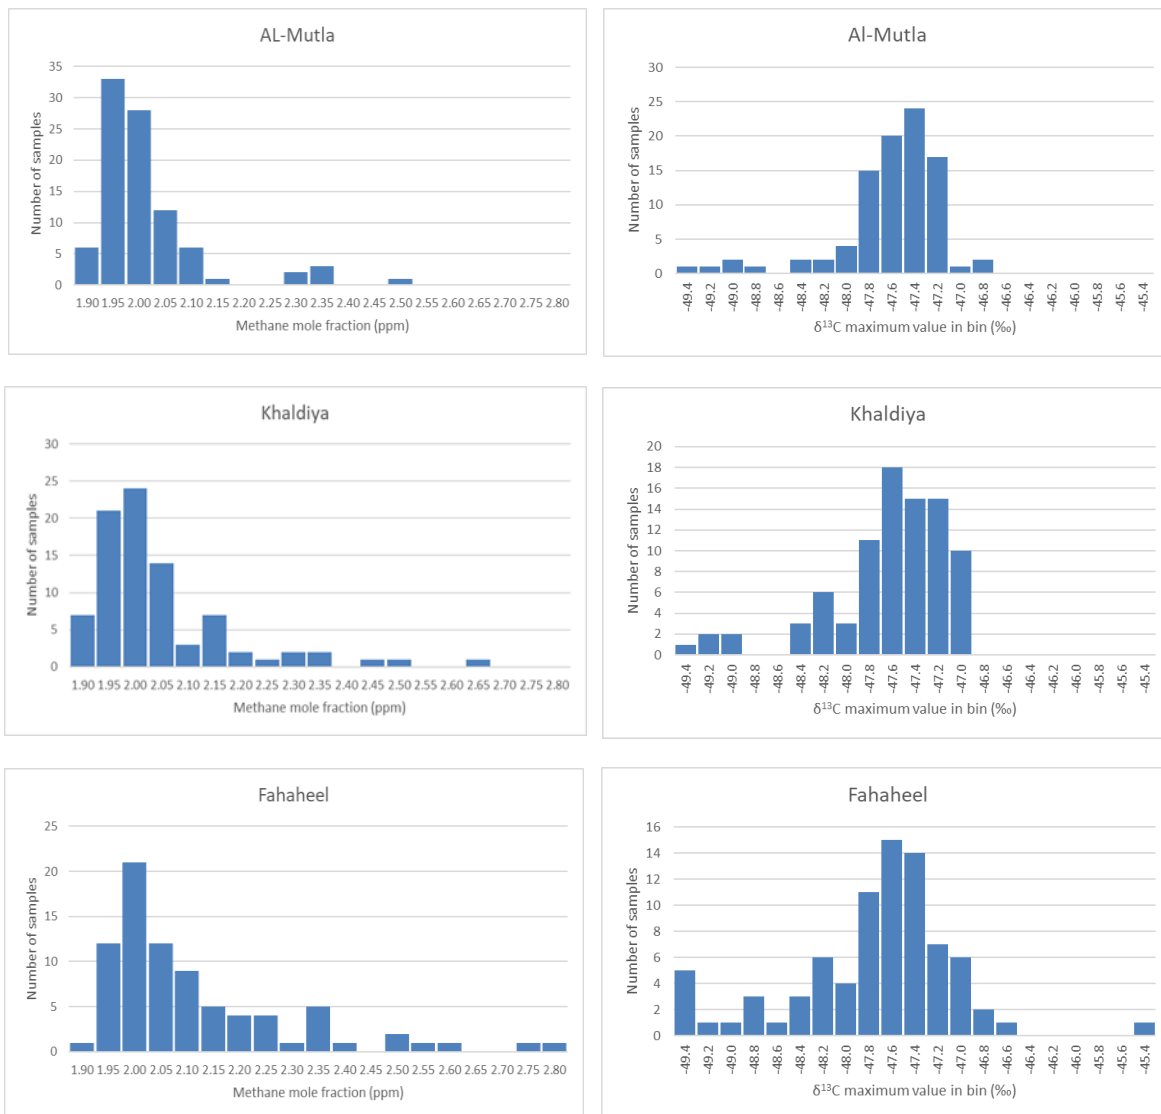 AL-Mutla
35
30
25
20
15
10
5
0
Number of samples
1.90 1.95 2.00 2.05 2.10 2.15 2.20 2.25 2.30 2.35 2.40 2.45 2.50 2.55 2.60 2.65 2.70 2.75 2.80
Methane mole fraction (ppm)
Al-Mutla
30
25
20
15
10
5
0
Number of samples
-49.4 -49.2 -49.0 -48.8 -48.6 -48.4 -48.2 -48.0 -47.8 -47.6 -47.4 -47.2 -47.0 -46.8 -46.6 -46.4 -46.2 -46.0 -45.8 -45.6 -45.4
δ¹³C maximum value in bin (‰)
Khaldiya
30
25
20
15
10
5
0
Number of samples
1.90 1.95 2.00 2.05 2.10 2.15 2.20 2.25 2.30 2.35 2.40 2.45 2.50 2.55 2.60 2.65 2.70 2.75 2.80
Methane mole fraction (ppm)
Khaldiya
20
18
16
14
12
10
8
6
4
2
0
Number of samples
-49.4 -49.2 -49.0 -48.8 -48.6 -48.4 -48.2 -48.0 -47.8 -47.6 -47.4 -47.2 -47.0 -46.8 -46.6 -46.4 -46.2 -46.0 -45.8 -45.6 -45.4
δ¹³C maximum value in bin (‰)
Fahaheel
25
20
15
10
5
0
Number of samples
1.90 1.95 2.00 2.05 2.10 2.15 2.20 2.25 2.30 2.35 2.40 2.45 2.50 2.55 2.60 2.65 2.70 2.75 2.80
Methane mole fraction (ppm)
Fahaheel
16
14
12
10
8
6
4
2
0
Number of samples
-49.4 -49.2 -49.0 -48.8 -48.6 -48.4 -48.2 -48.0 -47.8 -47.6 -47.4 -47.2 -47.0 -46.8 -46.6 -46.4 -46.2 -46.0 -45.8 -45.6 -45.4
δ¹³C maximum value in bin (‰)